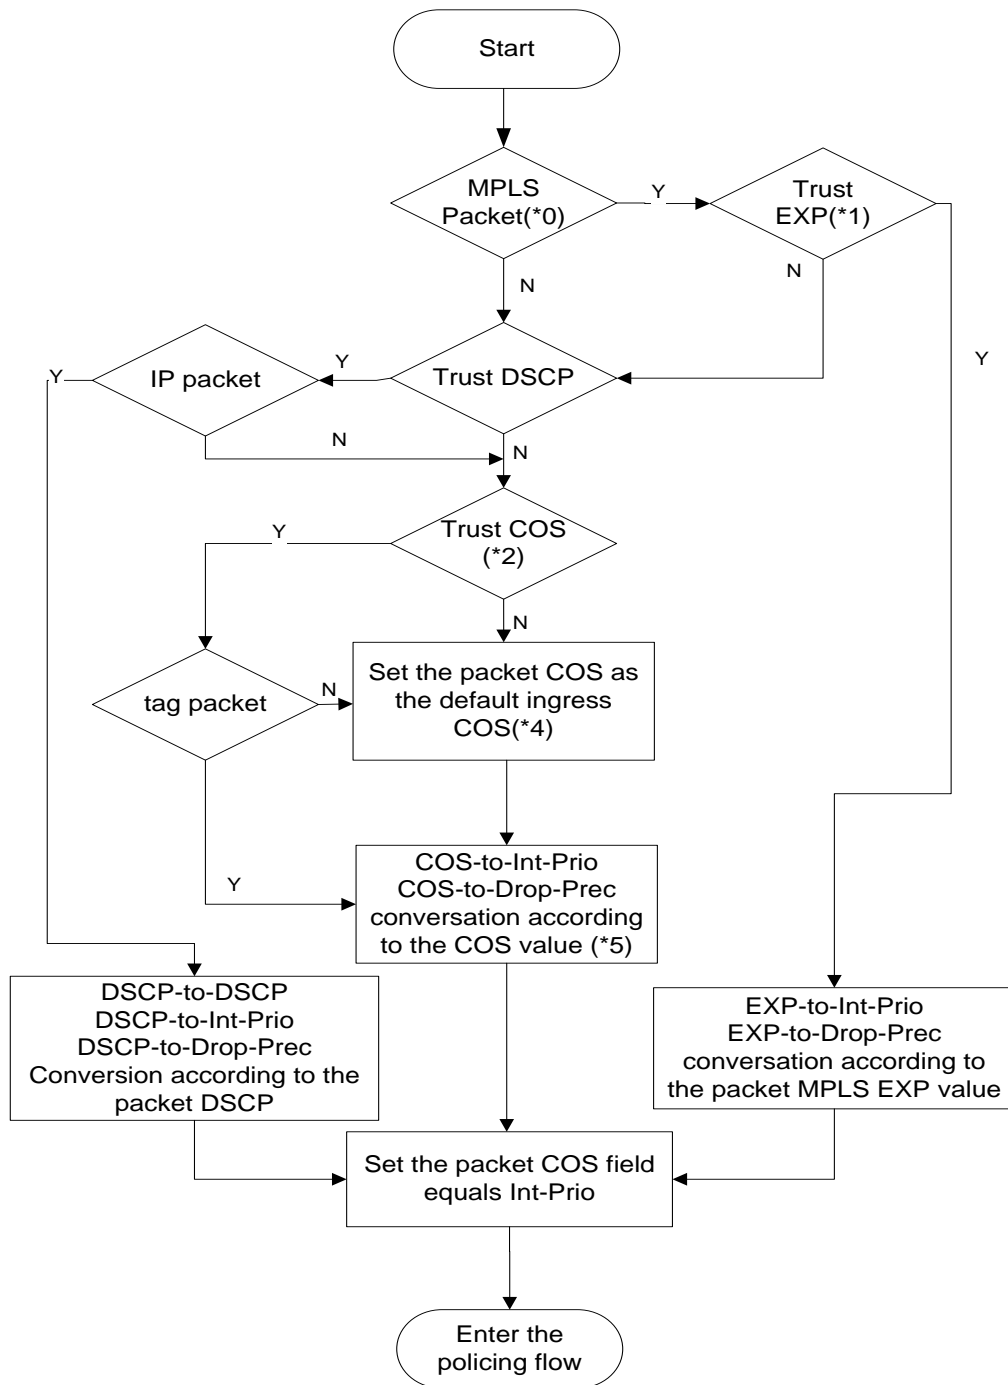 Start
MPLS
Packet(*0)
Y
Trust
EXP(*1)
N
N
Y
Y
IP packet
Y
Trust DSCP
N
N
Y
Trust COS
(*2)
N
tag packet
N
Set the packet COS as
the default ingress
COS(*4)
Y
COS-to-Int-Prio
COS-to-Drop-Prec
conversation according
to the COS value (*5)
DSCP-to-DSCP
DSCP-to-Int-Prio
DSCP-to-Drop-Prec
Conversion according to the
packet DSCP
EXP-to-Int-Prio
EXP-to-Drop-Prec
conversation according to
the packet MPLS EXP value
Set the packet COS field
equals Int-Prio
Enter the
policing flow